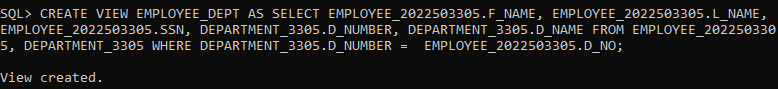 SQL> CREATE VIEW EMPLOYEE_DEPT AS SELECT EMPLOYEE_2022503305.F_NAME, EMPLOYEE_2022503305.L_NAME,
EMPLOYEE_2022503305.SSN, DEPARTMENT_3305.D_NUMBER, DEPARTMENT_3305.D_NAME FROM EMPLOYEE_202250330
5, DEPARTMENT_3305 WHERE DEPARTMENT_3305.D_NUMBER =  EMPLOYEE_2022503305.D_NO;
View created.